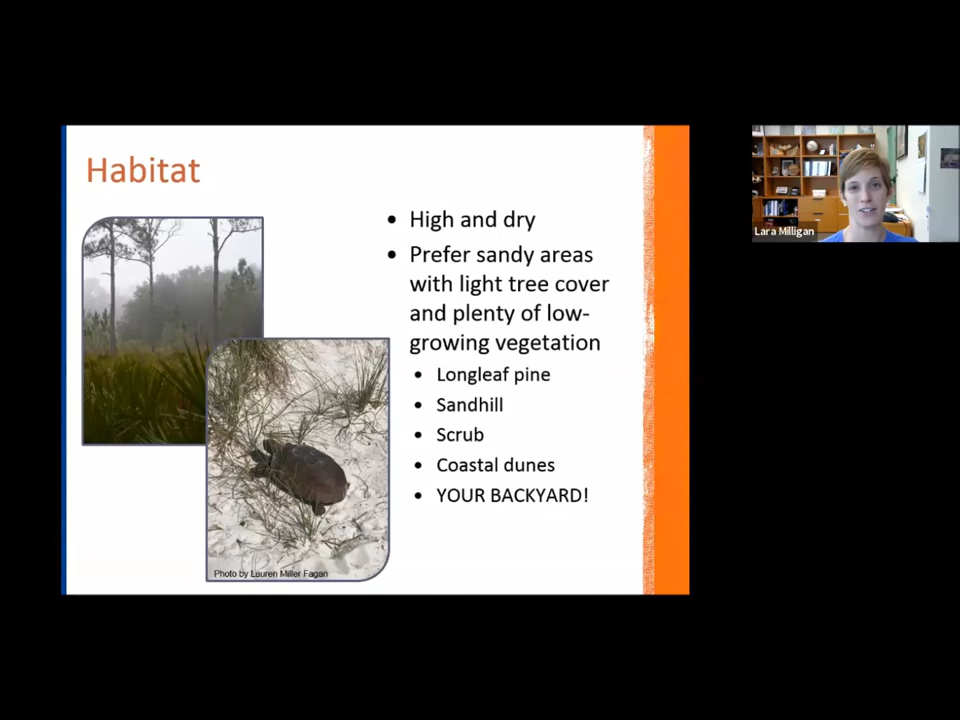 Habitat
• High and dry
• Prefer sandy areas
with light tree cover
and plenty of low-
growing vegetation
• Longleaf pine
• Sandhill
• Scrub
• Coastal dunes
• YOUR BACKYARD!
Photo by Lauren Miller Fagan
Lara Milligan